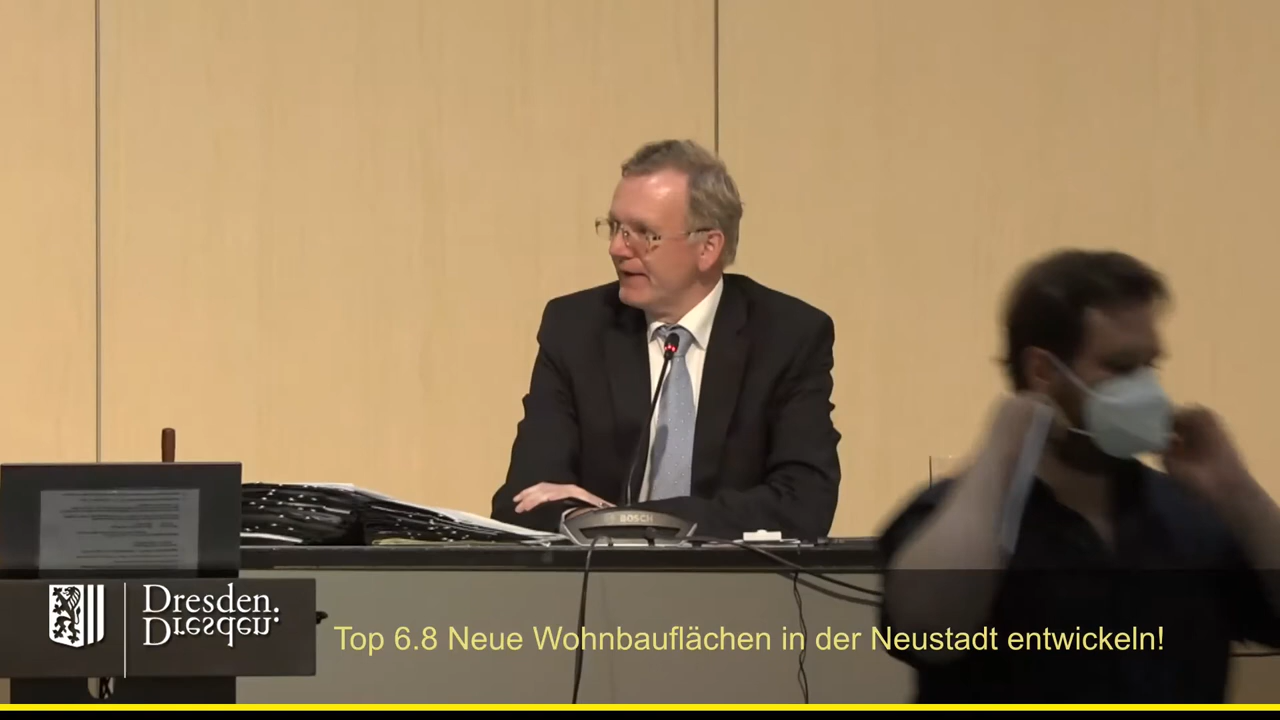 BOSCH
Dresden.
Dresden.
Top 6.8 Neue Wohnbauflächen in der Neustadt entwickeln!